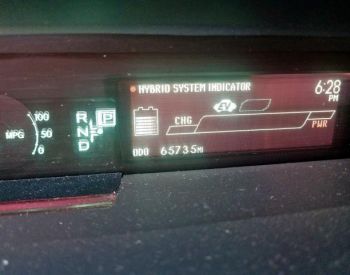 HYBRID SYSTEM INDICATOR
6:28
PM
100
50
0
MPG
R
N
D
P
EV
CHG
PWR
ODO 65735MI